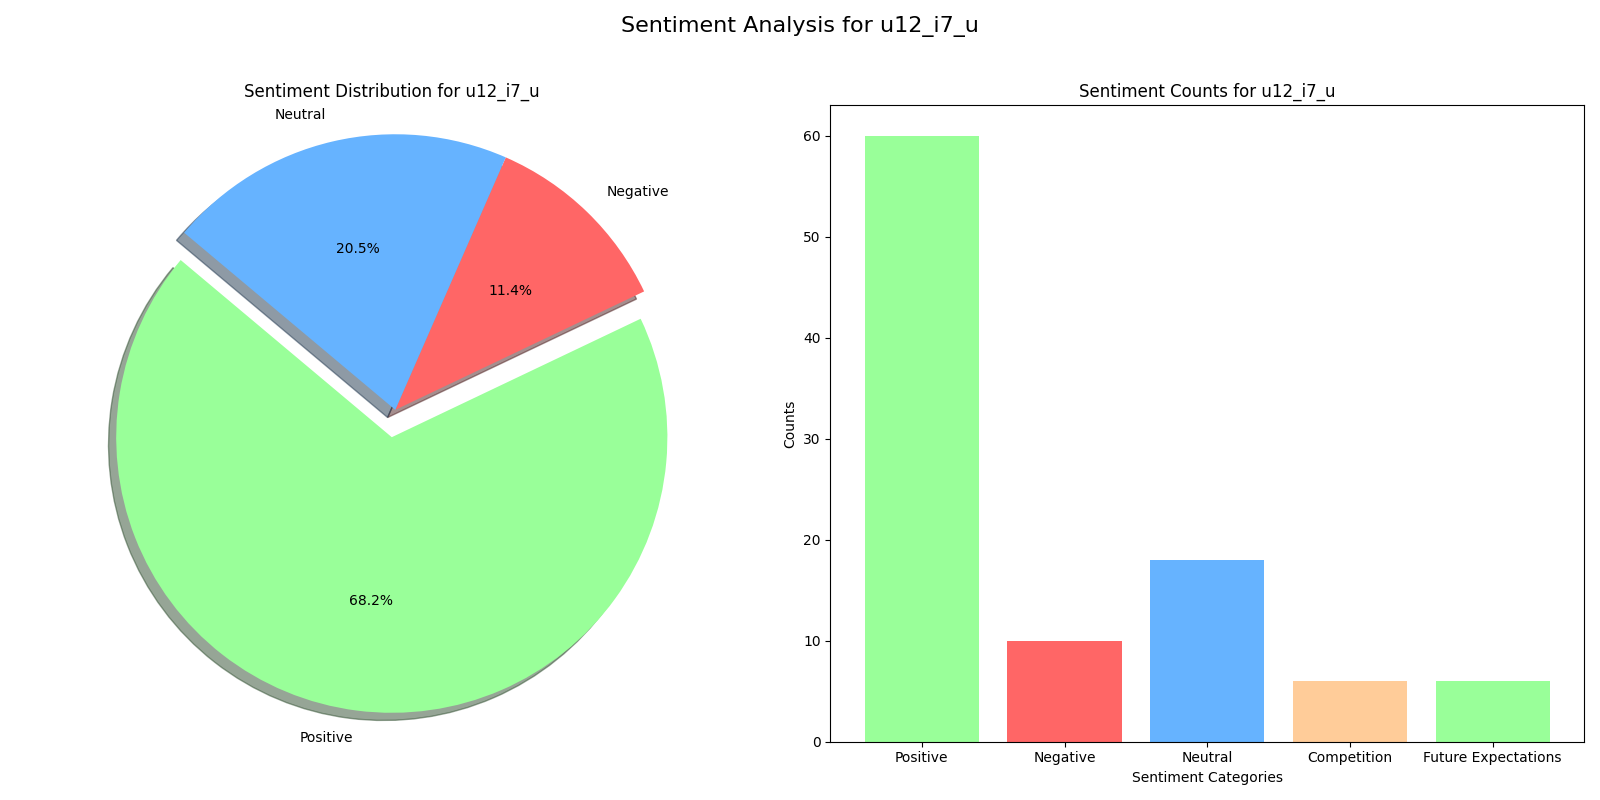 Sentiment Analysis for u12_i7_u
Sentiment Distribution for u12_i7_u
Neutral
Negative
20.5%
11.4%
68.2%
Positive
Sentiment Counts for u12_i7_u
60
50
40
30
20
10
0
Counts
Positive
Negative
Neutral
Competition
Future Expectations
Sentiment Categories